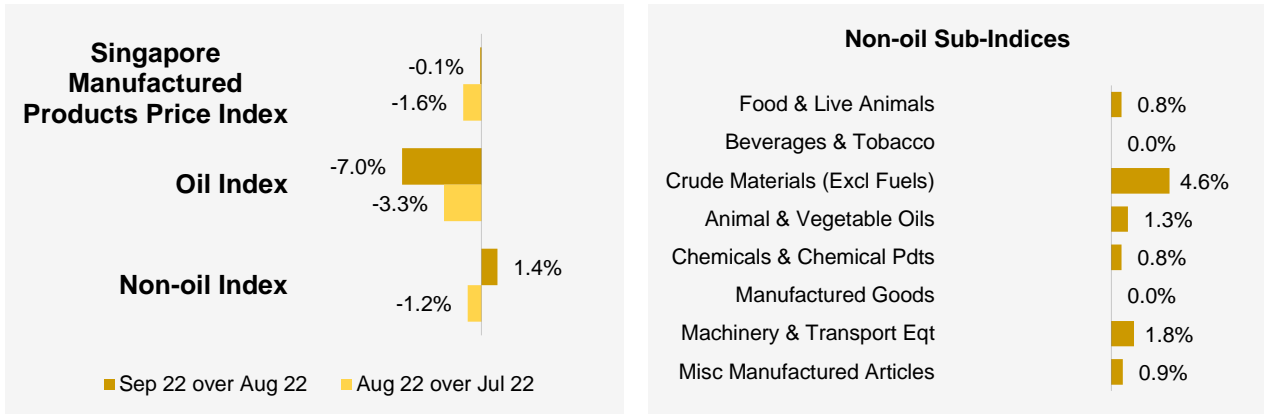 Singapore
Manufactured
Products Price Index
-0.1%
-1.6%
Oil Index
-7.0%
-3.3%
Non-oil Index
1.4%
-1.2%
Sep 22 over Aug 22
Aug 22 over Jul 22
Non-oil Sub-Indices
Food & Live Animals 0.8%
Beverages & Tobacco 0.0%
Crude Materials (Excl Fuels) 4.6%
Animal & Vegetable Oils 1.3%
Chemicals & Chemical Pdts 0.8%
Manufactured Goods 0.0%
Machinery & Transport Eqt 1.8%
Misc Manufactured Articles 0.9%